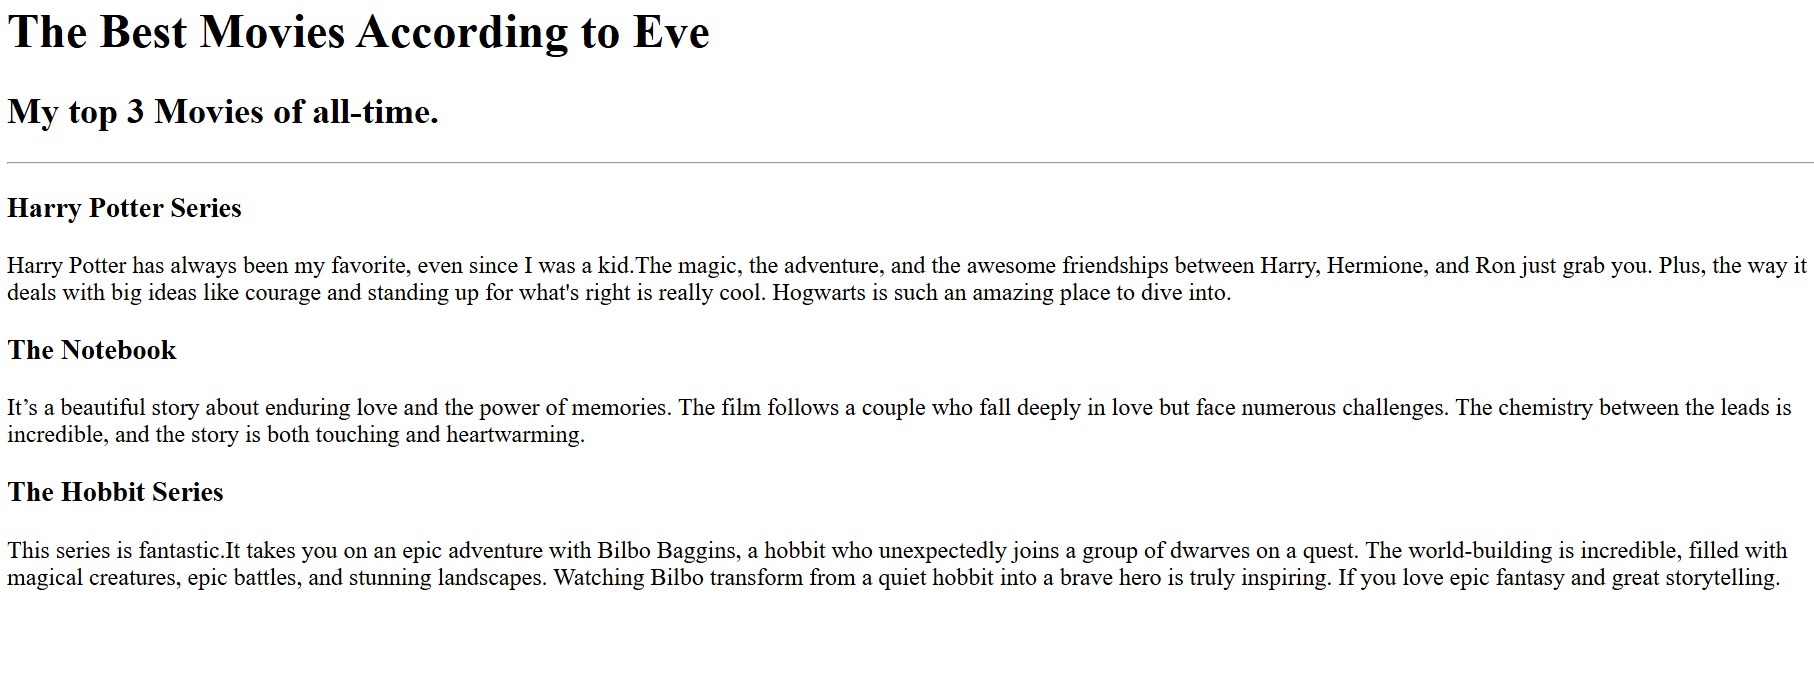 The Best Movies According to Eve
My top 3 Movies of all-time.
Harry Potter Series
Harry Potter has always been my favorite, even since I was a kid.The magic, the adventure, and the awesome friendships between Harry, Hermione, and Ron just grab you. Plus, the way it
deals with big ideas like courage and standing up for what's right is really cool. Hogwarts is such an amazing place to dive into.
The Notebook
It’s a beautiful story about enduring love and the power of memories. The film follows a couple who fall deeply in love but face numerous challenges. The chemistry between the leads is
incredible, and the story is both touching and heartwarming.
The Hobbit Series
This series is fantastic.It takes you on an epic adventure with Bilbo Baggins, a hobbit who unexpectedly joins a group of dwarves on a quest. The world-building is incredible, filled with
magical creatures, epic battles, and stunning landscapes. Watching Bilbo transform from a quiet hobbit into a brave hero is truly inspiring. If you love epic fantasy and great storytelling.